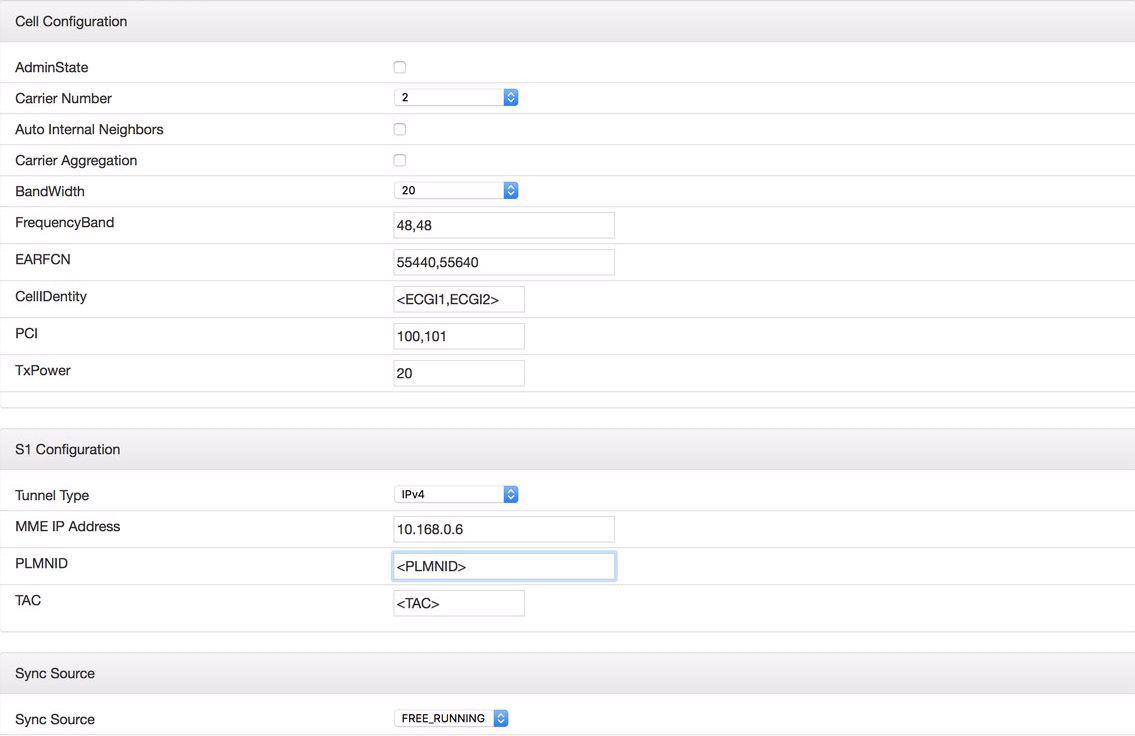 Cell Configuration
AdminState
Carrier Number 2
Auto Internal Neighbors
Carrier Aggregation
BandWidth 20
FrequencyBand 48,48
EARFCN 55440,55640
CellIDentity <ECGI1,ECGI2>
PCI 100,101
TxPower 20
S1 Configuration
Tunnel Type IPv4
MME IP Address 10.168.0.6
PLMNID <PLMNID>
TAC <TAC>
Sync Source
Sync Source FREE_RUNNING